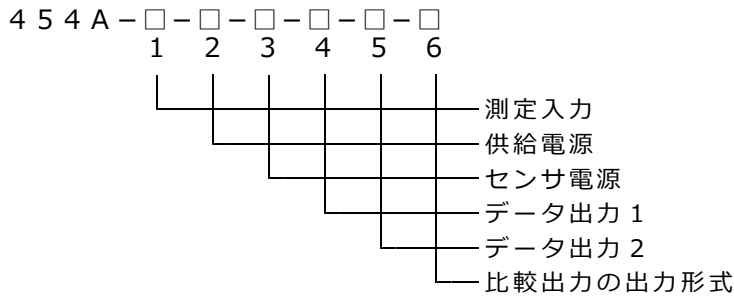 454A-□-□-□-□-□-□
1 2 3 4 5 6
測定入力
供給電源
センサ電源
データ出力1
データ出力2
比較出力の出力形式